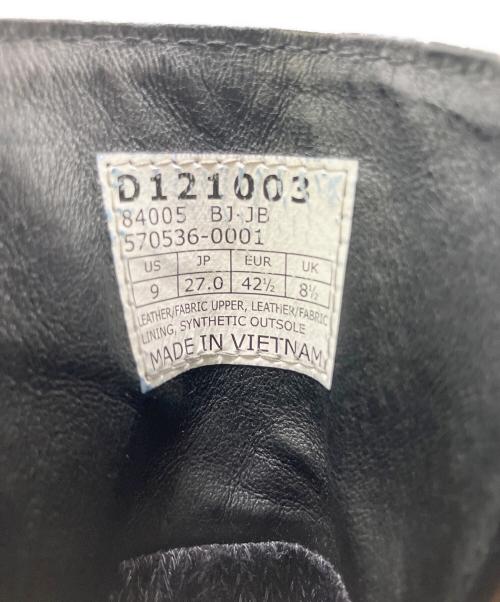 D121003
84005 BJ-JB
570536-0001
US JP EUR UK
9 27.0 42½ 8½
LEATHER/FABRIC UPPER, LEATHER/FABRIC
LINING, SYNTHETIC OUTSOLE
MADE IN VIETNAM